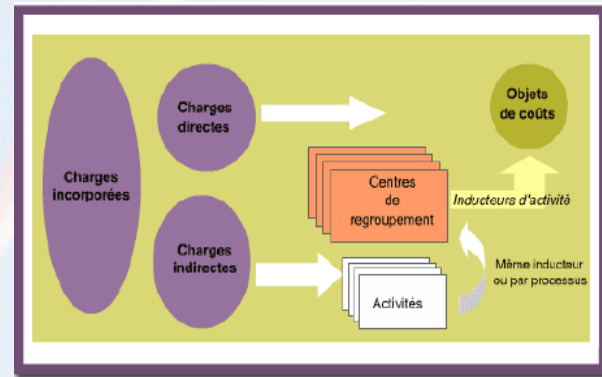 Charges
incorporées
Charges
directes
Charges
indirectes
Objets
de coûts
Centres
de
regroupement
Inducteurs d'activité
Même inducteur
ou par processus
Activités